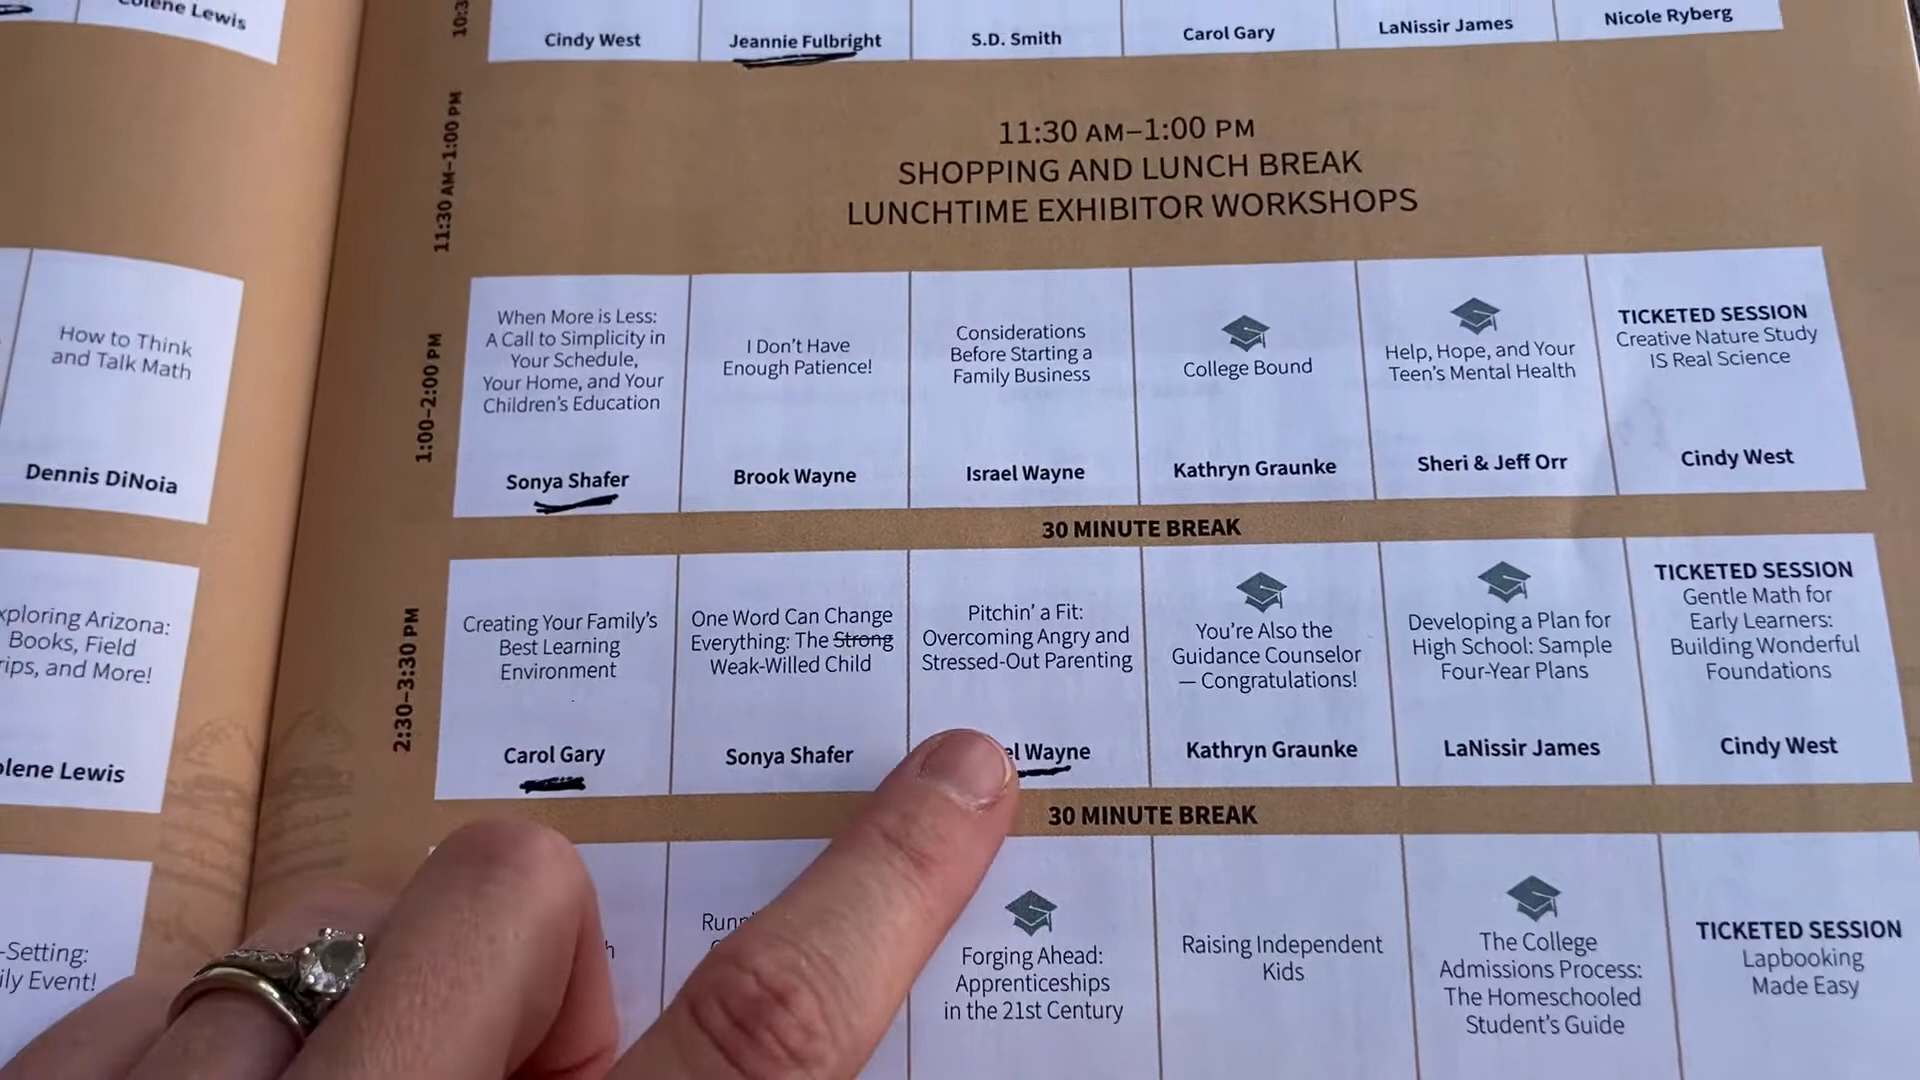 Colene Lewis
How to Think
and Talk Math
Dennis DiNoia
Exploring Arizona:
Books, Field
Trips, and More!
Colene Lewis
-Setting:
Event!
10:3
Cindy West
Jeannie Fulbright
S.D. Smith
Carol Gary
LaNissir James
Nicole Ryberg
11:30 AM–1:00 PM
11:30 AM–1:00 PM
SHOPPING AND LUNCH BREAK
LUNCHTIME EXHIBITOR WORKSHOPS
1:00–2:00 PM
When More is Less:
A Call to Simplicity in
Your Schedule,
Your Home, and Your
Children's Education
Sonya Shafer
I Don't Have
Enough Patience!
Brook Wayne
Considerations
Before Starting a
Family Business
Israel Wayne
College Bound
Kathryn Graunke
Help, Hope, and Your
Teen's Mental Health
Sheri & Jeff Orr
TICKETED SESSION
Creative Nature Study
IS Real Science
Cindy West
30 MINUTE BREAK
2:30–3:30 PM
Creating Your Family's
Best Learning
Environment
Carol Gary
One Word Can Change
Everything: The Strong
Weak-Willed Child
Sonya Shafer
Pitchin' a Fit:
Overcoming Angry and
Stressed-Out Parenting
el Wayne
You're Also the
Guidance Counselor
— Congratulations!
Kathryn Graunke
Developing a Plan for
High School: Sample
Four-Year Plans
LaNissir James
TICKETED SESSION
Gentle Math for
Early Learners:
Building Wonderful
Foundations
Cindy West
30 MINUTE BREAK
Forging Ahead:
Apprenticeships
in the 21st Century
Raising Independent
Kids
The College
Admissions Process:
The Homeschooled
Student's Guide
TICKETED SESSION
Lapbooking
Made Easy